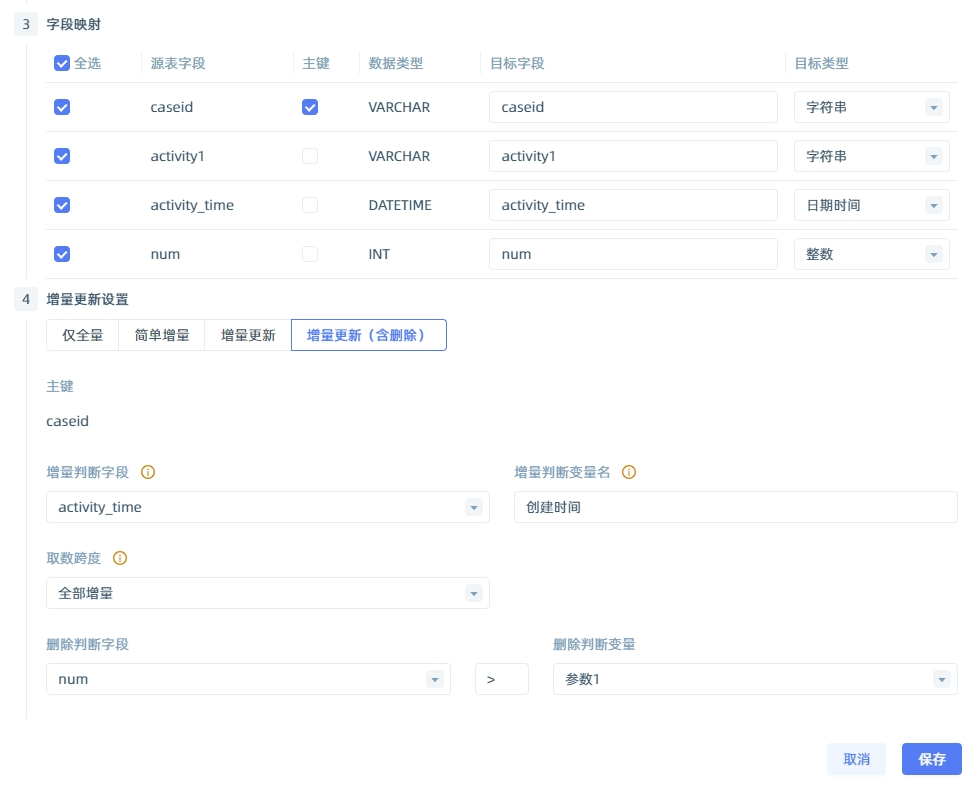 3 字段映射
全选 源表字段 主键 数据类型 目标字段 目标类型
caseid VARCHAR caseid 字符串
activity1 VARCHAR activity1 字符串
activity_time DATETIME activity_time 日期时间
num INT num 整数
4 增量更新设置
仅全量 简单增量 增量更新 增量更新（含删除）
主键
caseid
增量判断字段 增量判断变量名
activity_time 创建时间
取数跨度
全部增量
删除判断字段 删除判断变量
num > 参数1
取消 保存